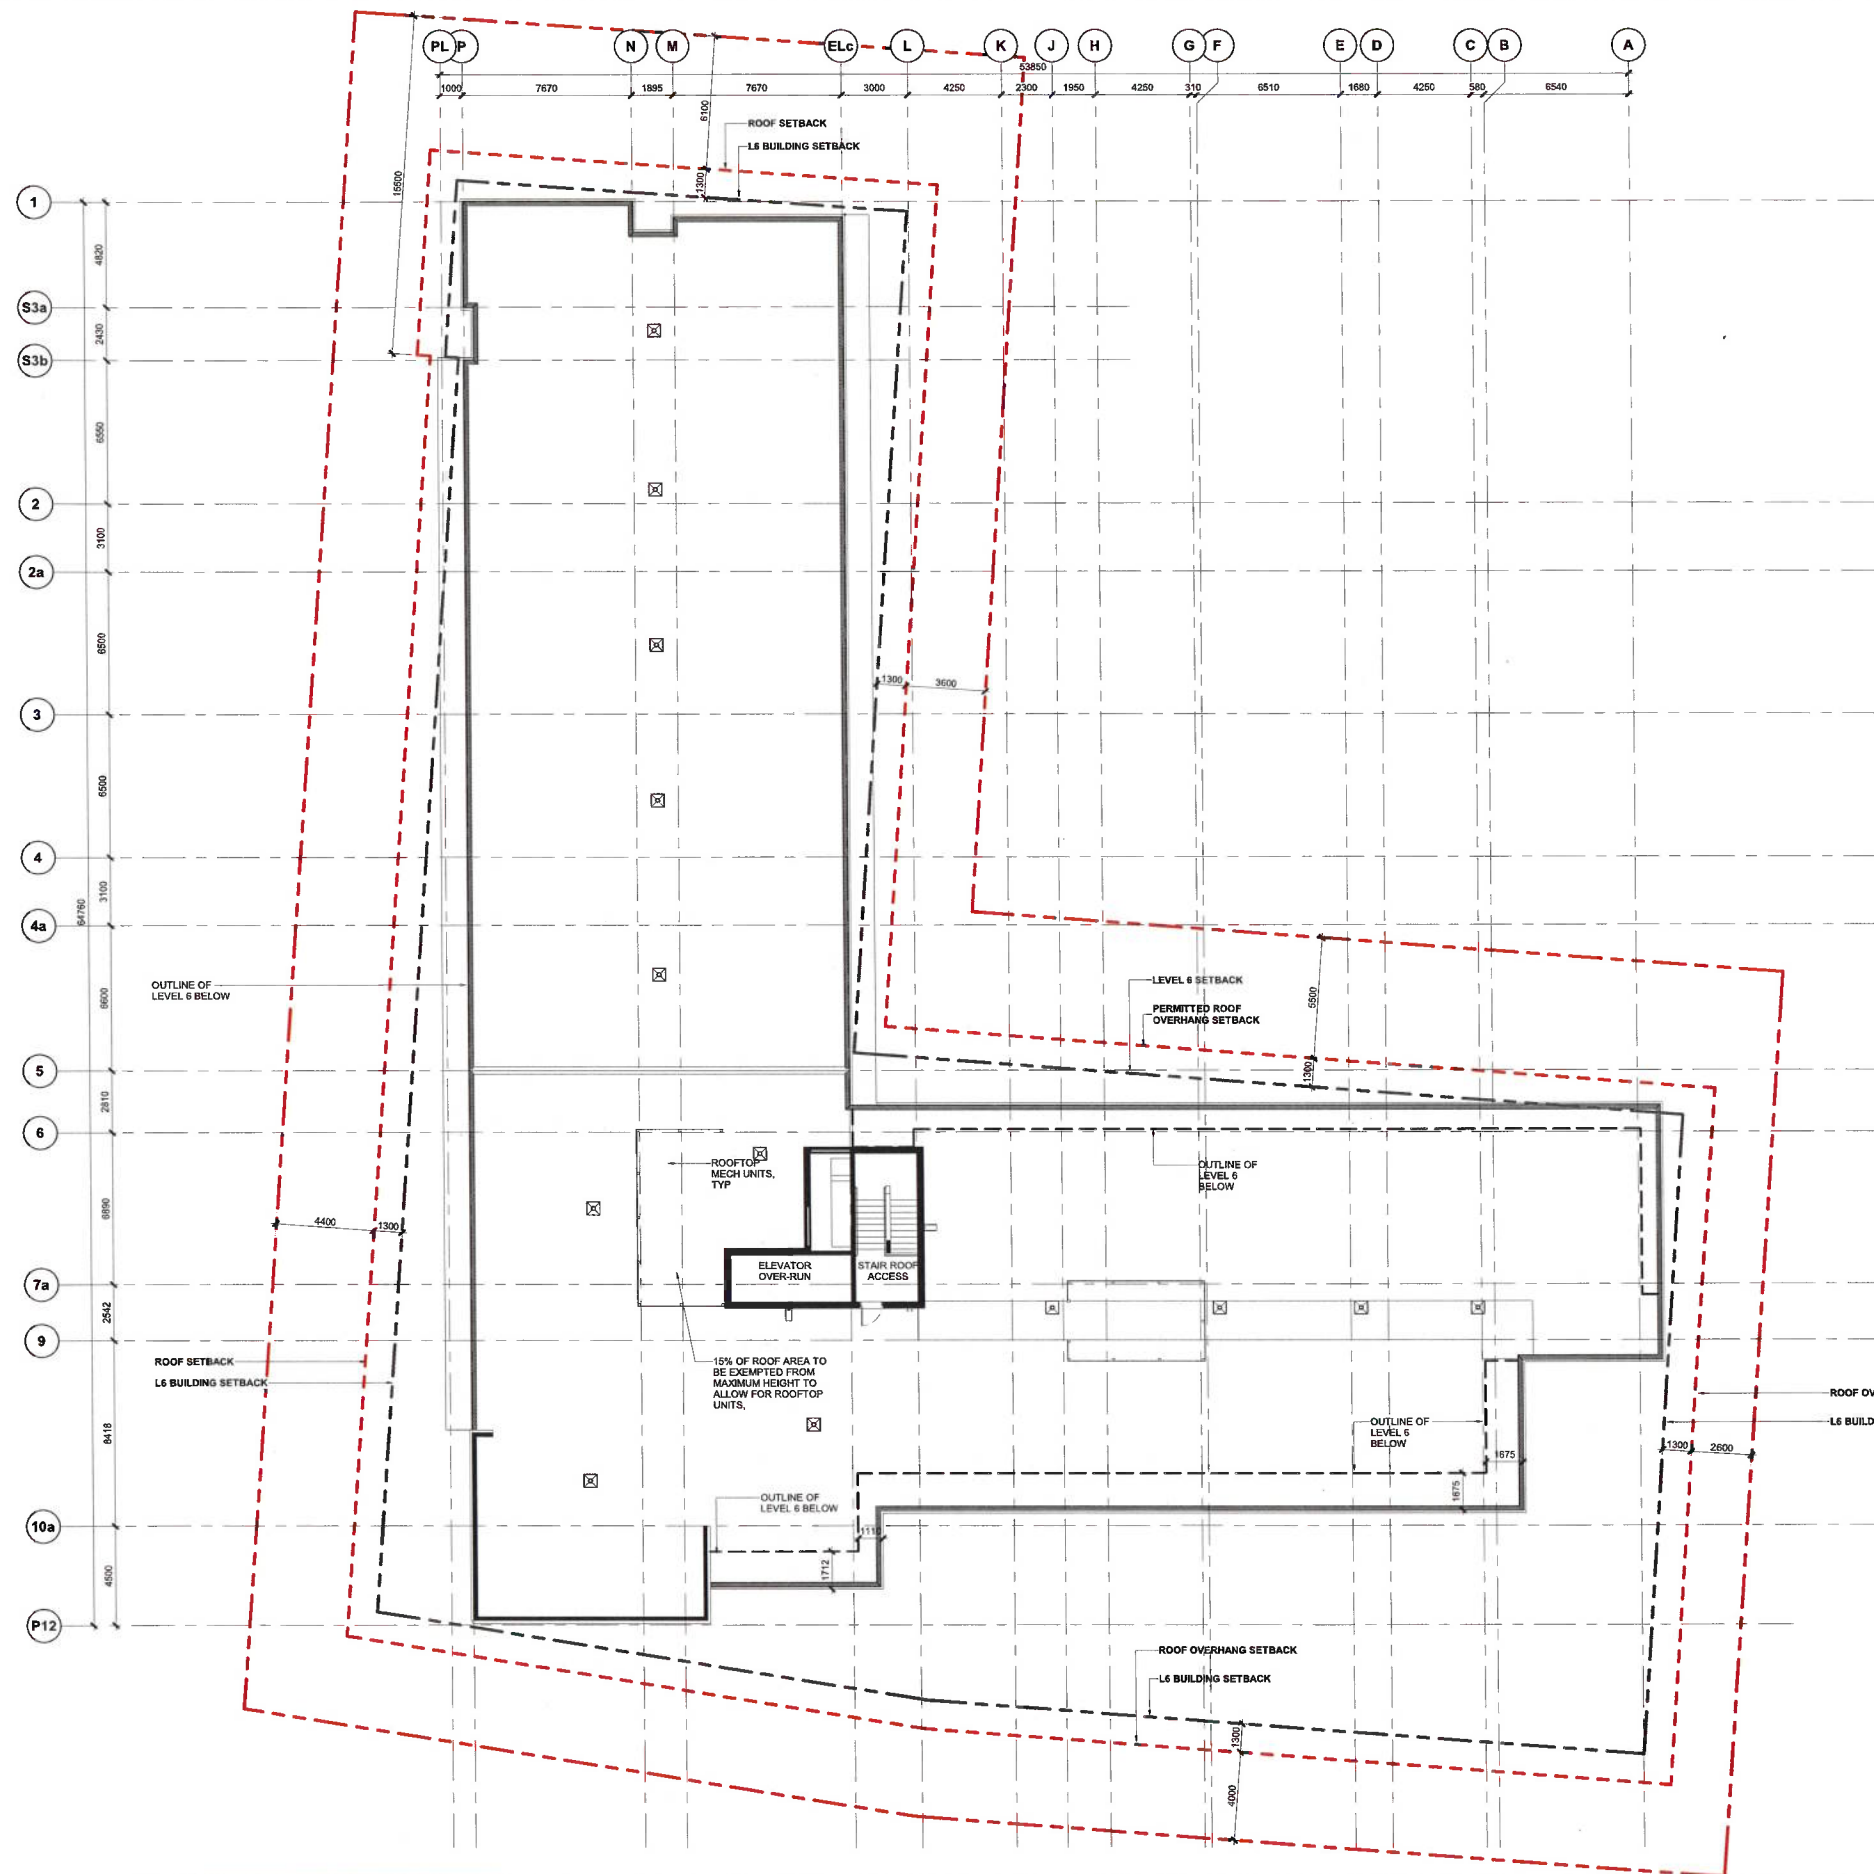 PL P N M ELc L K J H G F E D C B A
53850
1000 7670 1895 7670 3000 4250 2300 1950 4250 310 6510 1680 4250 580 6540
6100
ROOF SETBACK
L6 BUILDING SETBACK
1300
15600
1
4820
S3a
2430
S3b
6550
2
3100
2a
6500
3
1300 3600
6500
4
3100
64760
4a
6600
OUTLINE OF
LEVEL 6 BELOW
LEVEL 6 SETBACK
PERMITTED ROOF
OVERHANG SETBACK
5500
1300
5
2810
6
ROOFTOP
MECH UNITS,
TYP
OUTLINE OF
LEVEL 6
BELOW
6890
4400 1300
ELEVATOR
OVER-RUN
STAIR ROOF
ACCESS
7a
2542
9
ROOF SETBACK
L6 BUILDING SETBACK
15% OF ROOF AREA TO
BE EXEMPTED FROM
MAXIMUM HEIGHT TO
ALLOW FOR ROOFTOP
UNITS,
ROOF OV
L6 BUILD
8418
OUTLINE OF
LEVEL 6
BELOW
1675
1300 2600
1675
OUTLINE OF
LEVEL 6 BELOW
10a
1110
1712
4500
P12
ROOF OVERHANG SETBACK
L6 BUILDING SETBACK
1300
4000